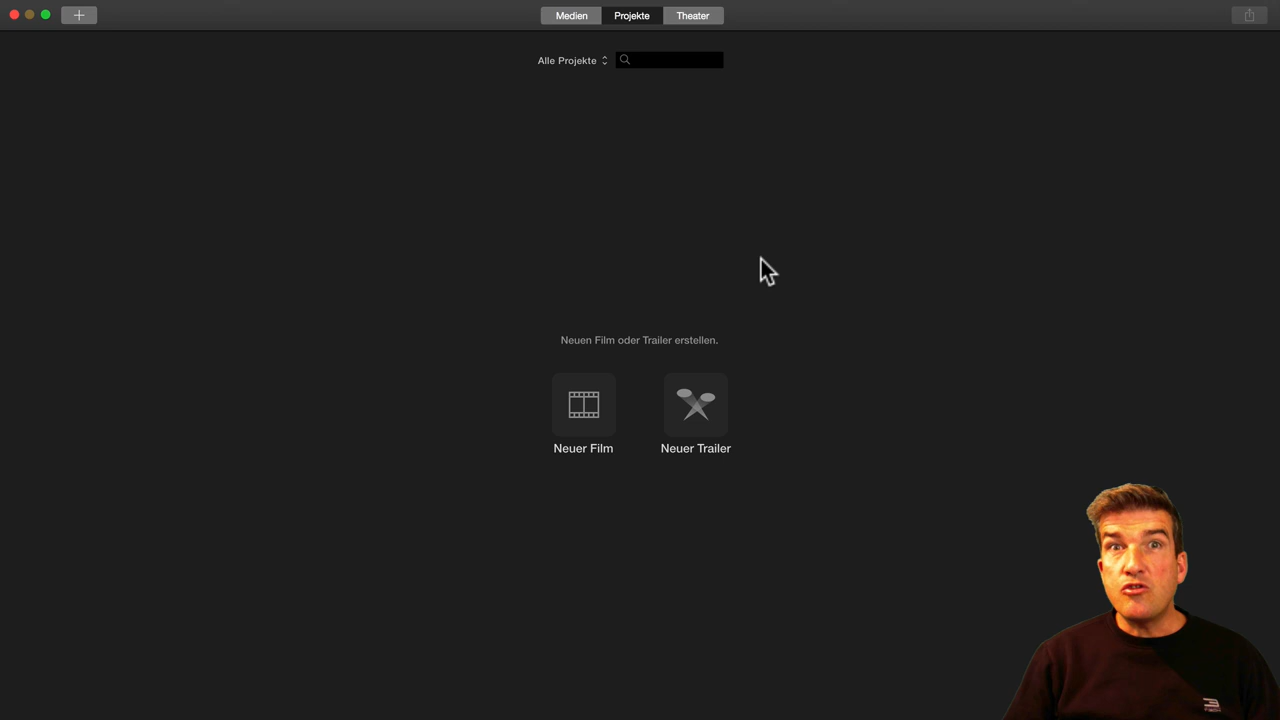 Medien Projekte Theater
Alle Projekte
Neuen Film oder Trailer erstellen.
Neuer Film Neuer Trailer